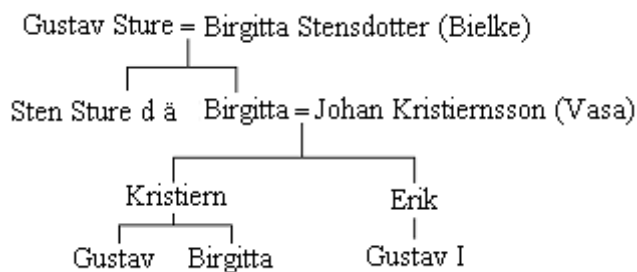 Gustav Sture = Birgitta Stensdotter (Bielke)
Sten Sture d ä Birgitta = Johan Kristiernsson (Vasa)
Kristiern Erik
Gustav Birgitta Gustav I